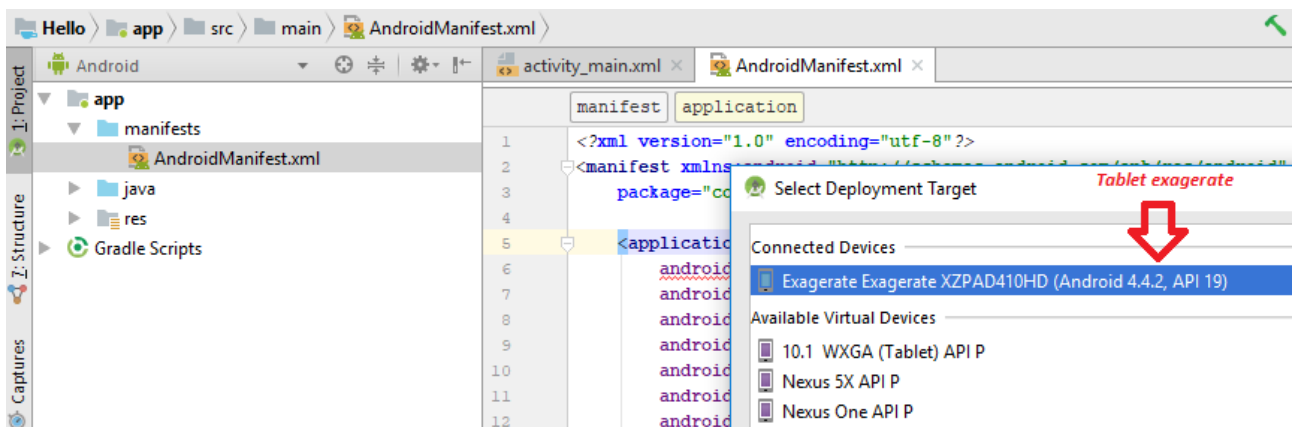 Hello app src main AndroidManifest.xml
1: Project
Z: Structure
Captures
Android
app
manifests
AndroidManifest.xml
java
res
Gradle Scripts
activity_main.xml AndroidManifest.xml
manifest application
1 <?xml version="1.0" encoding="utf-8"?>
2 <manifest xmlns:android
3 package="co
4
5 <applicatio
6 android
7 android
8 android
9 android
10 android
11 android
12 android
Select Deployment Target
Tablet exagerate
Connected Devices
Exagerate Exagerate XZPAD410HD (Android 4.4.2, API 19)
Available Virtual Devices
10.1 WXGA (Tablet) API P
Nexus 5X API P
Nexus One API P